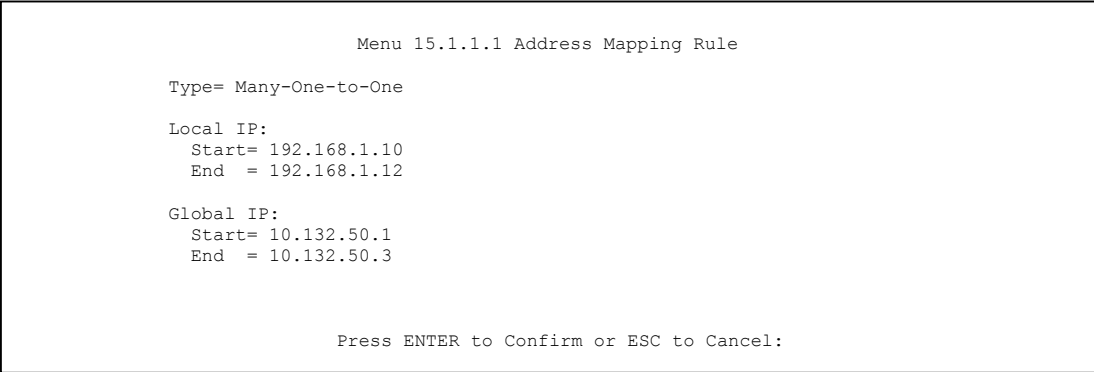 Menu 15.1.1.1 Address Mapping Rule
Type= Many-One-to-One
Local IP:
Start= 192.168.1.10
End  = 192.168.1.12
Global IP:
Start= 10.132.50.1
End  = 10.132.50.3
Press ENTER to Confirm or ESC to Cancel: